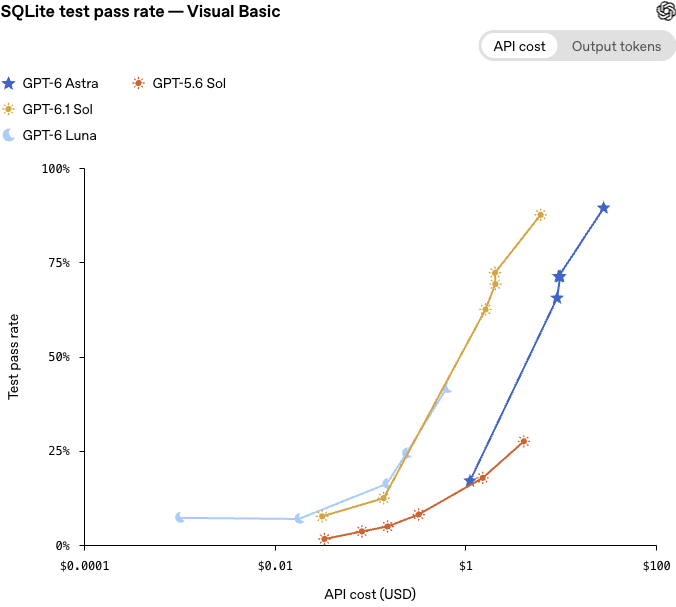 SQLite test pass rate — Visual Basic
API cost
Output tokens
GPT-6 Astra
GPT-5.6 Sol
GPT-6.1 Sol
GPT-6 Luna
100%
75%
50%
25%
0%
Test pass rate
$0.0001
$0.01
$1
$100
API cost (USD)